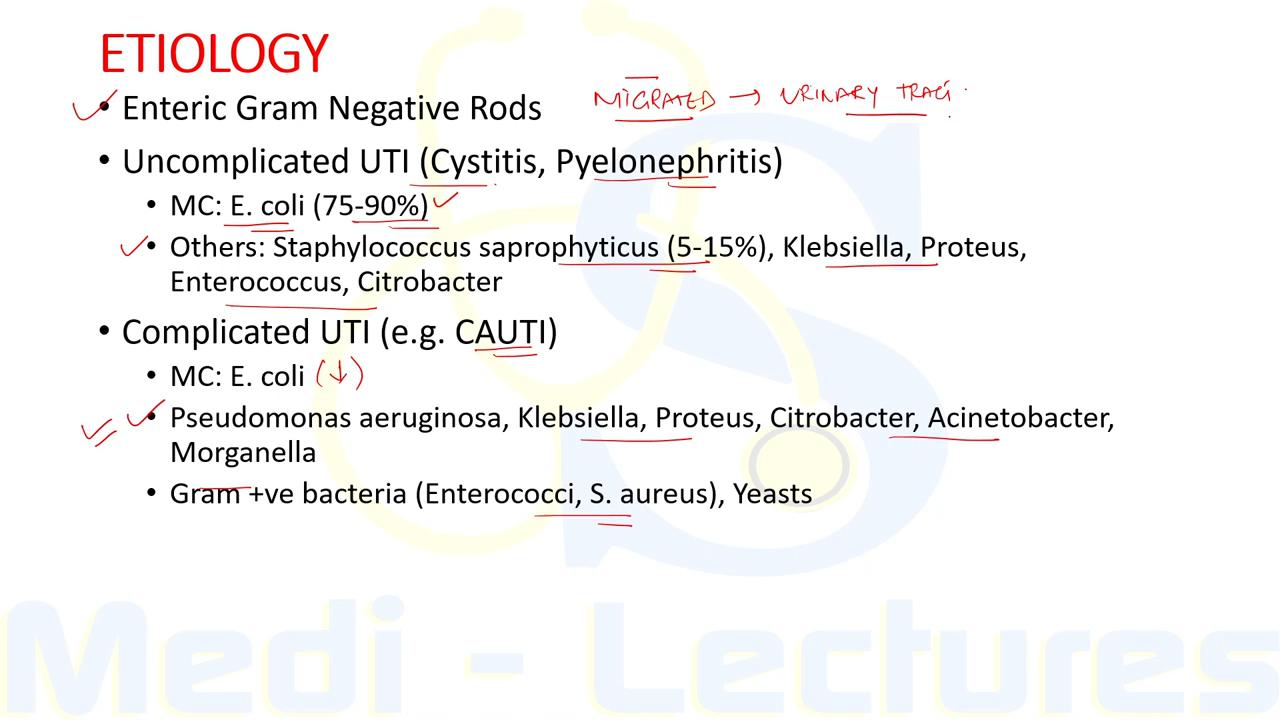 ETIOLOGY
• Enteric Gram Negative Rods MIGRATED → URINARY TRACT
• Uncomplicated UTI (Cystitis, Pyelonephritis)
• MC: E. coli (75-90%)
• Others: Staphylococcus saprophyticus (5-15%), Klebsiella, Proteus,
Enterococcus, Citrobacter
• Complicated UTI (e.g. CAUTI)
• MC: E. coli (↓)
• Pseudomonas aeruginosa, Klebsiella, Proteus, Citrobacter, Acinetobacter,
Morganella
• Gram +ve bacteria (Enterococci, S. aureus), Yeasts
Medi - Lectures